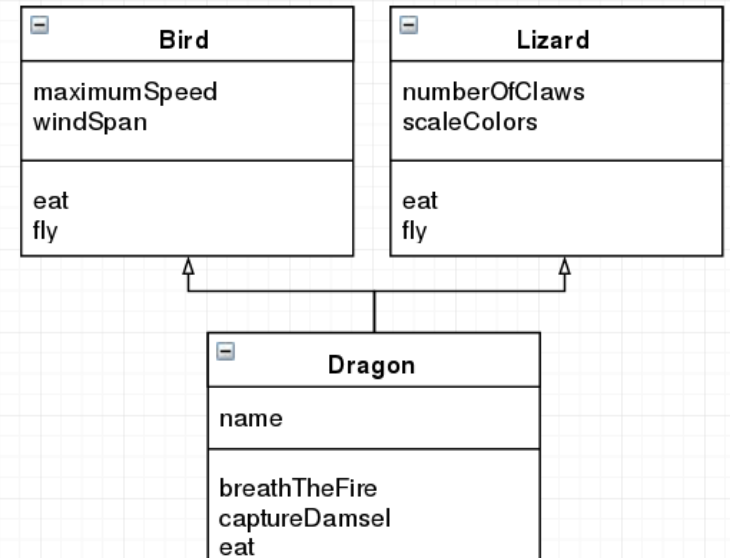 Bird
maximumSpeed
windSpan
eat
fly
Lizard
numberOfClaws
scaleColors
eat
fly
Dragon
name
breathTheFire
captureDamsel
eat